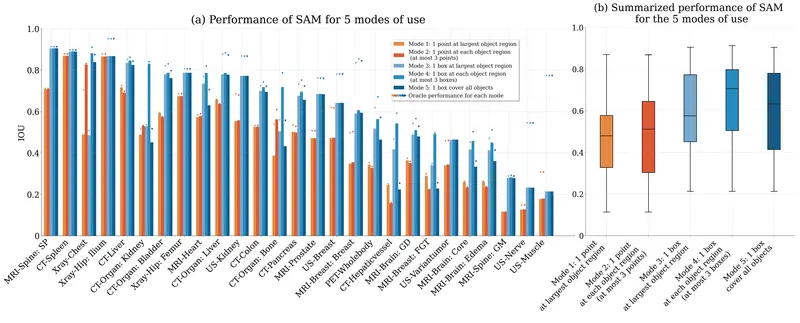 (a) Performance of SAM for 5 modes of use
IOU
1.0
0.8
0.6
0.4
0.2
0
Mode 1: 1 point at largest object region
Mode 2: 1 point at each object region
(at most 3 points)
Mode 3: 1 box at largest object region
Mode 4: 1 box at each object region
(at most 3 boxes)
Mode 5: 1 box cover all objects
Oracle performance for each mode
MRI-Spine: SP
CT-Spleen
Xray-Chest
Xray-Hip: Ilium
CT-Liver
CT-Organ: Kidney
CT-Organ: Bladder
Xray-Hip: Femur
MRI-Heart
CT-Organ: Liver
US-Kidney
CT-Colon
CT-Organ: Bone
CT-Pancreas
MRI-Prostate
US-Breast
MRI-Breast: Breast
PET-Wholebody
CT-Hepaticvessel
MRI-Brain: GD
MRI-Breast: FGT
US-Variantumor
MRI-Brain: Core
MRI-Brain: Edema
MRI-Spine: GM
US-Nerve
US-Muscle
(b) Summarized performance of SAM
for the 5 modes of use
1.0
0.8
0.6
0.4
0.2
0
Mode 1: 1 point
at largest object region
Mode 2: 1 point
at each object region
(at most 3 points)
Mode 3: 1 box
at largest object region
Mode 4: 1 box
at each object region
(at most 3 boxes)
Mode 5: 1 box
cover all objects